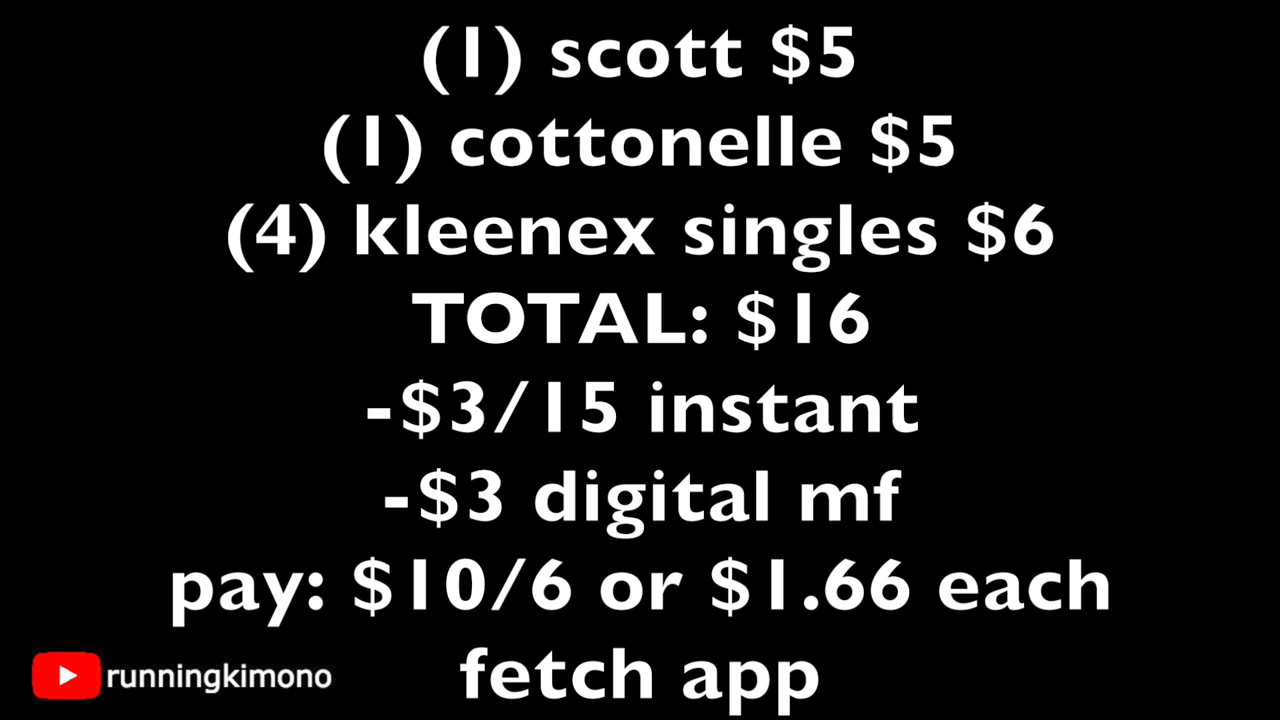 (1) scott $5
(1) cottonelle $5
(4) kleenex singles $6
TOTAL: $16
-$3/15 instant
-$3 digital mf
pay: $10/6 or $1.66 each
fetch app
runningkimono